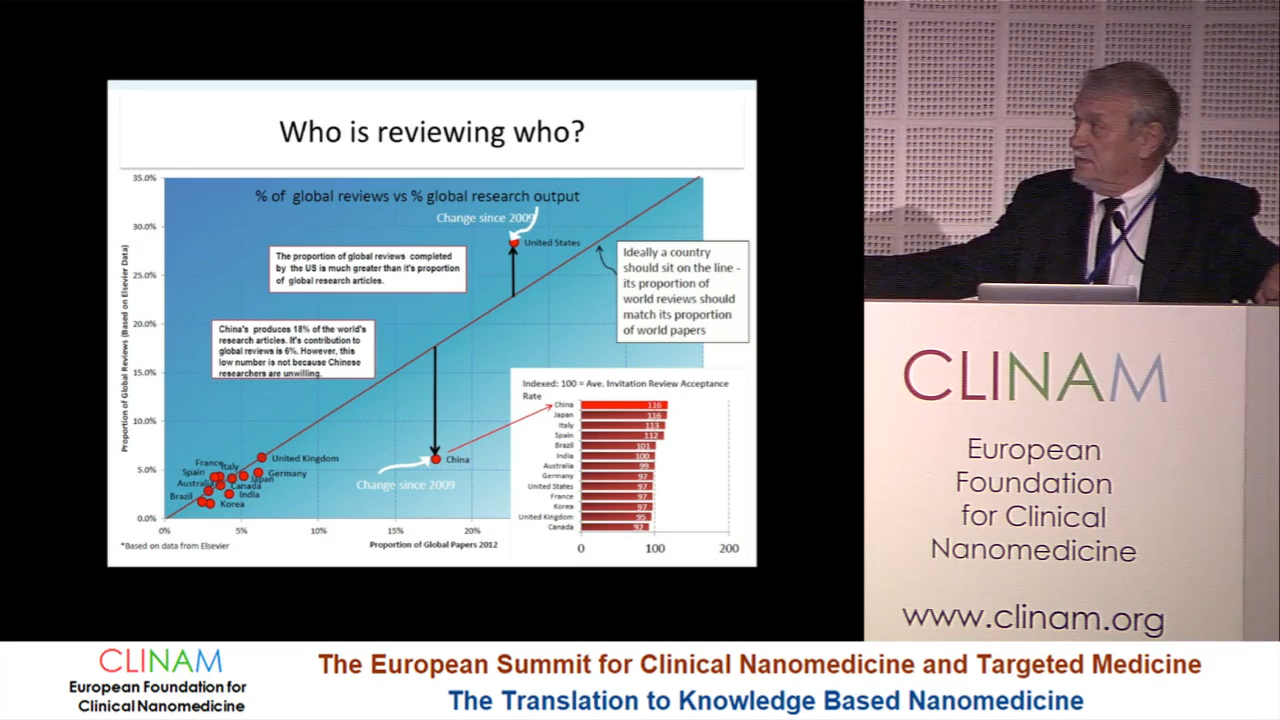 Who is reviewing who?
% of global reviews vs % global research output
Change since 2009
United States
The proportion of global reviews completed
by the US is much greater than it's proportion
of global research articles.
Ideally a country
should sit on the line -
its proportion of
world reviews should
match its proportion
of world papers
China's produces 18% of the world's
research articles. It's contribution to
global reviews is 6%. However, this
low number is not because Chinese
researchers are unwilling.
Proportion of Global Reviews (Based on Elsevier Data)
35.0%
30.0%
25.0%
20.0%
15.0%
10.0%
5.0%
0.0%
United Kingdom
France
Italy
Spain
Germany
Japan
Australia
Canada
Brazil
India
Korea
China
Change since 2009
0%
5%
10%
15%
20%
Proportion of Global Papers 2012
*Based on data from Elsevier
Indexed: 100 = Ave. Invitation Review Acceptance
Rate
China 116
Japan 116
Italy 113
Spain 112
Brazil 101
India 100
Australia 99
Germany 97
United States 97
France 97
Korea 97
United Kingdom 95
Canada 92
0 100 200
CLINAM
European
Foundation
for Clinical
Nanomedicine
www.clinam.org
CLINAM
European Foundation for
Clinical Nanomedicine
The European Summit for Clinical Nanomedicine and Targeted Medicine
The Translation to Knowledge Based Nanomedicine